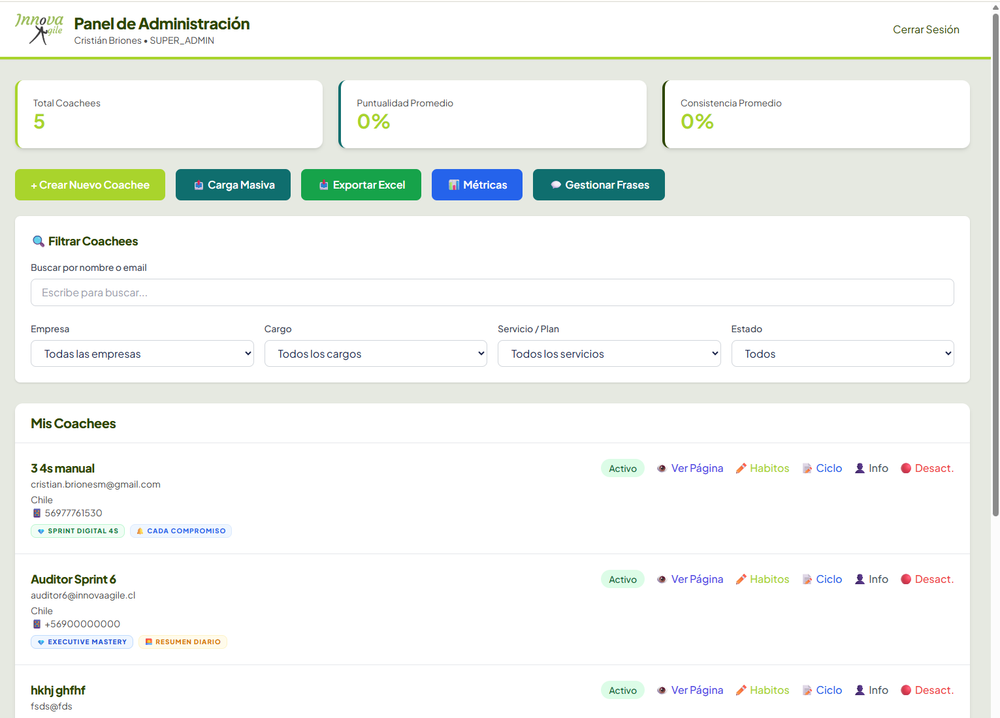 Innova
Agile
Panel de Administración
Cristián Briones • SUPER_ADMIN
Cerrar Sesión
Total Coachees
5
Puntualidad Promedio
0%
Consistencia Promedio
0%
+ Crear Nuevo Coachee
Carga Masiva
Exportar Excel
Métricas
Gestionar Frases
Filtrar Coachees
Buscar por nombre o email
Escribe para buscar...
Empresa
Cargo
Servicio / Plan
Estado
Todas las empresas
Todos los cargos
Todos los servicios
Todos
Mis Coachees
3 4s manual
Activo Ver Página Habitos Ciclo Info Desact.
cristian.brionesm@gmail.com
Chile
56977761530
SPRINT DIGITAL 4S
CADA COMPROMISO
Auditor Sprint 6
Activo Ver Página Habitos Ciclo Info Desact.
auditor6@innovaagile.cl
Chile
+56900000000
EXECUTIVE MASTERY
RESUMEN DIARIO
hkhj ghfhf
Activo Ver Página Habitos Ciclo Info Desact.
fsds@fds